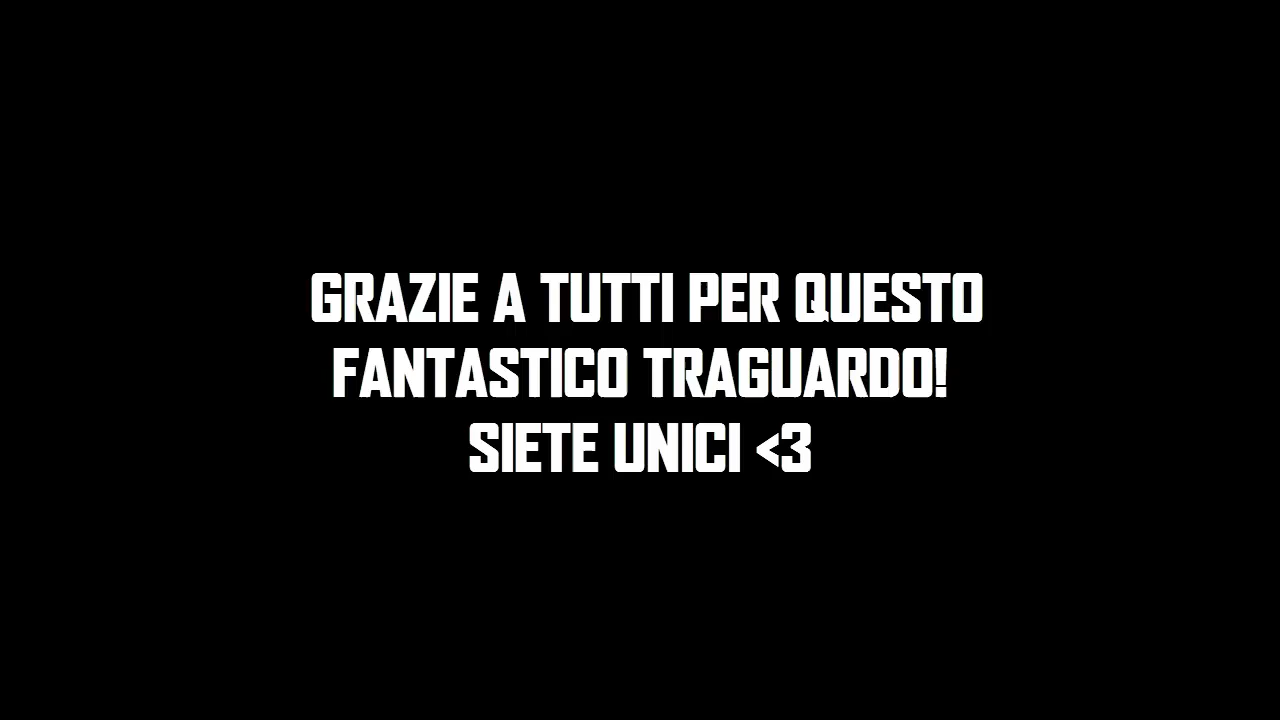 GRAZIE A TUTTI PER QUESTO
FANTASTICO TRAGUARDO!
SIETE UNICI <3